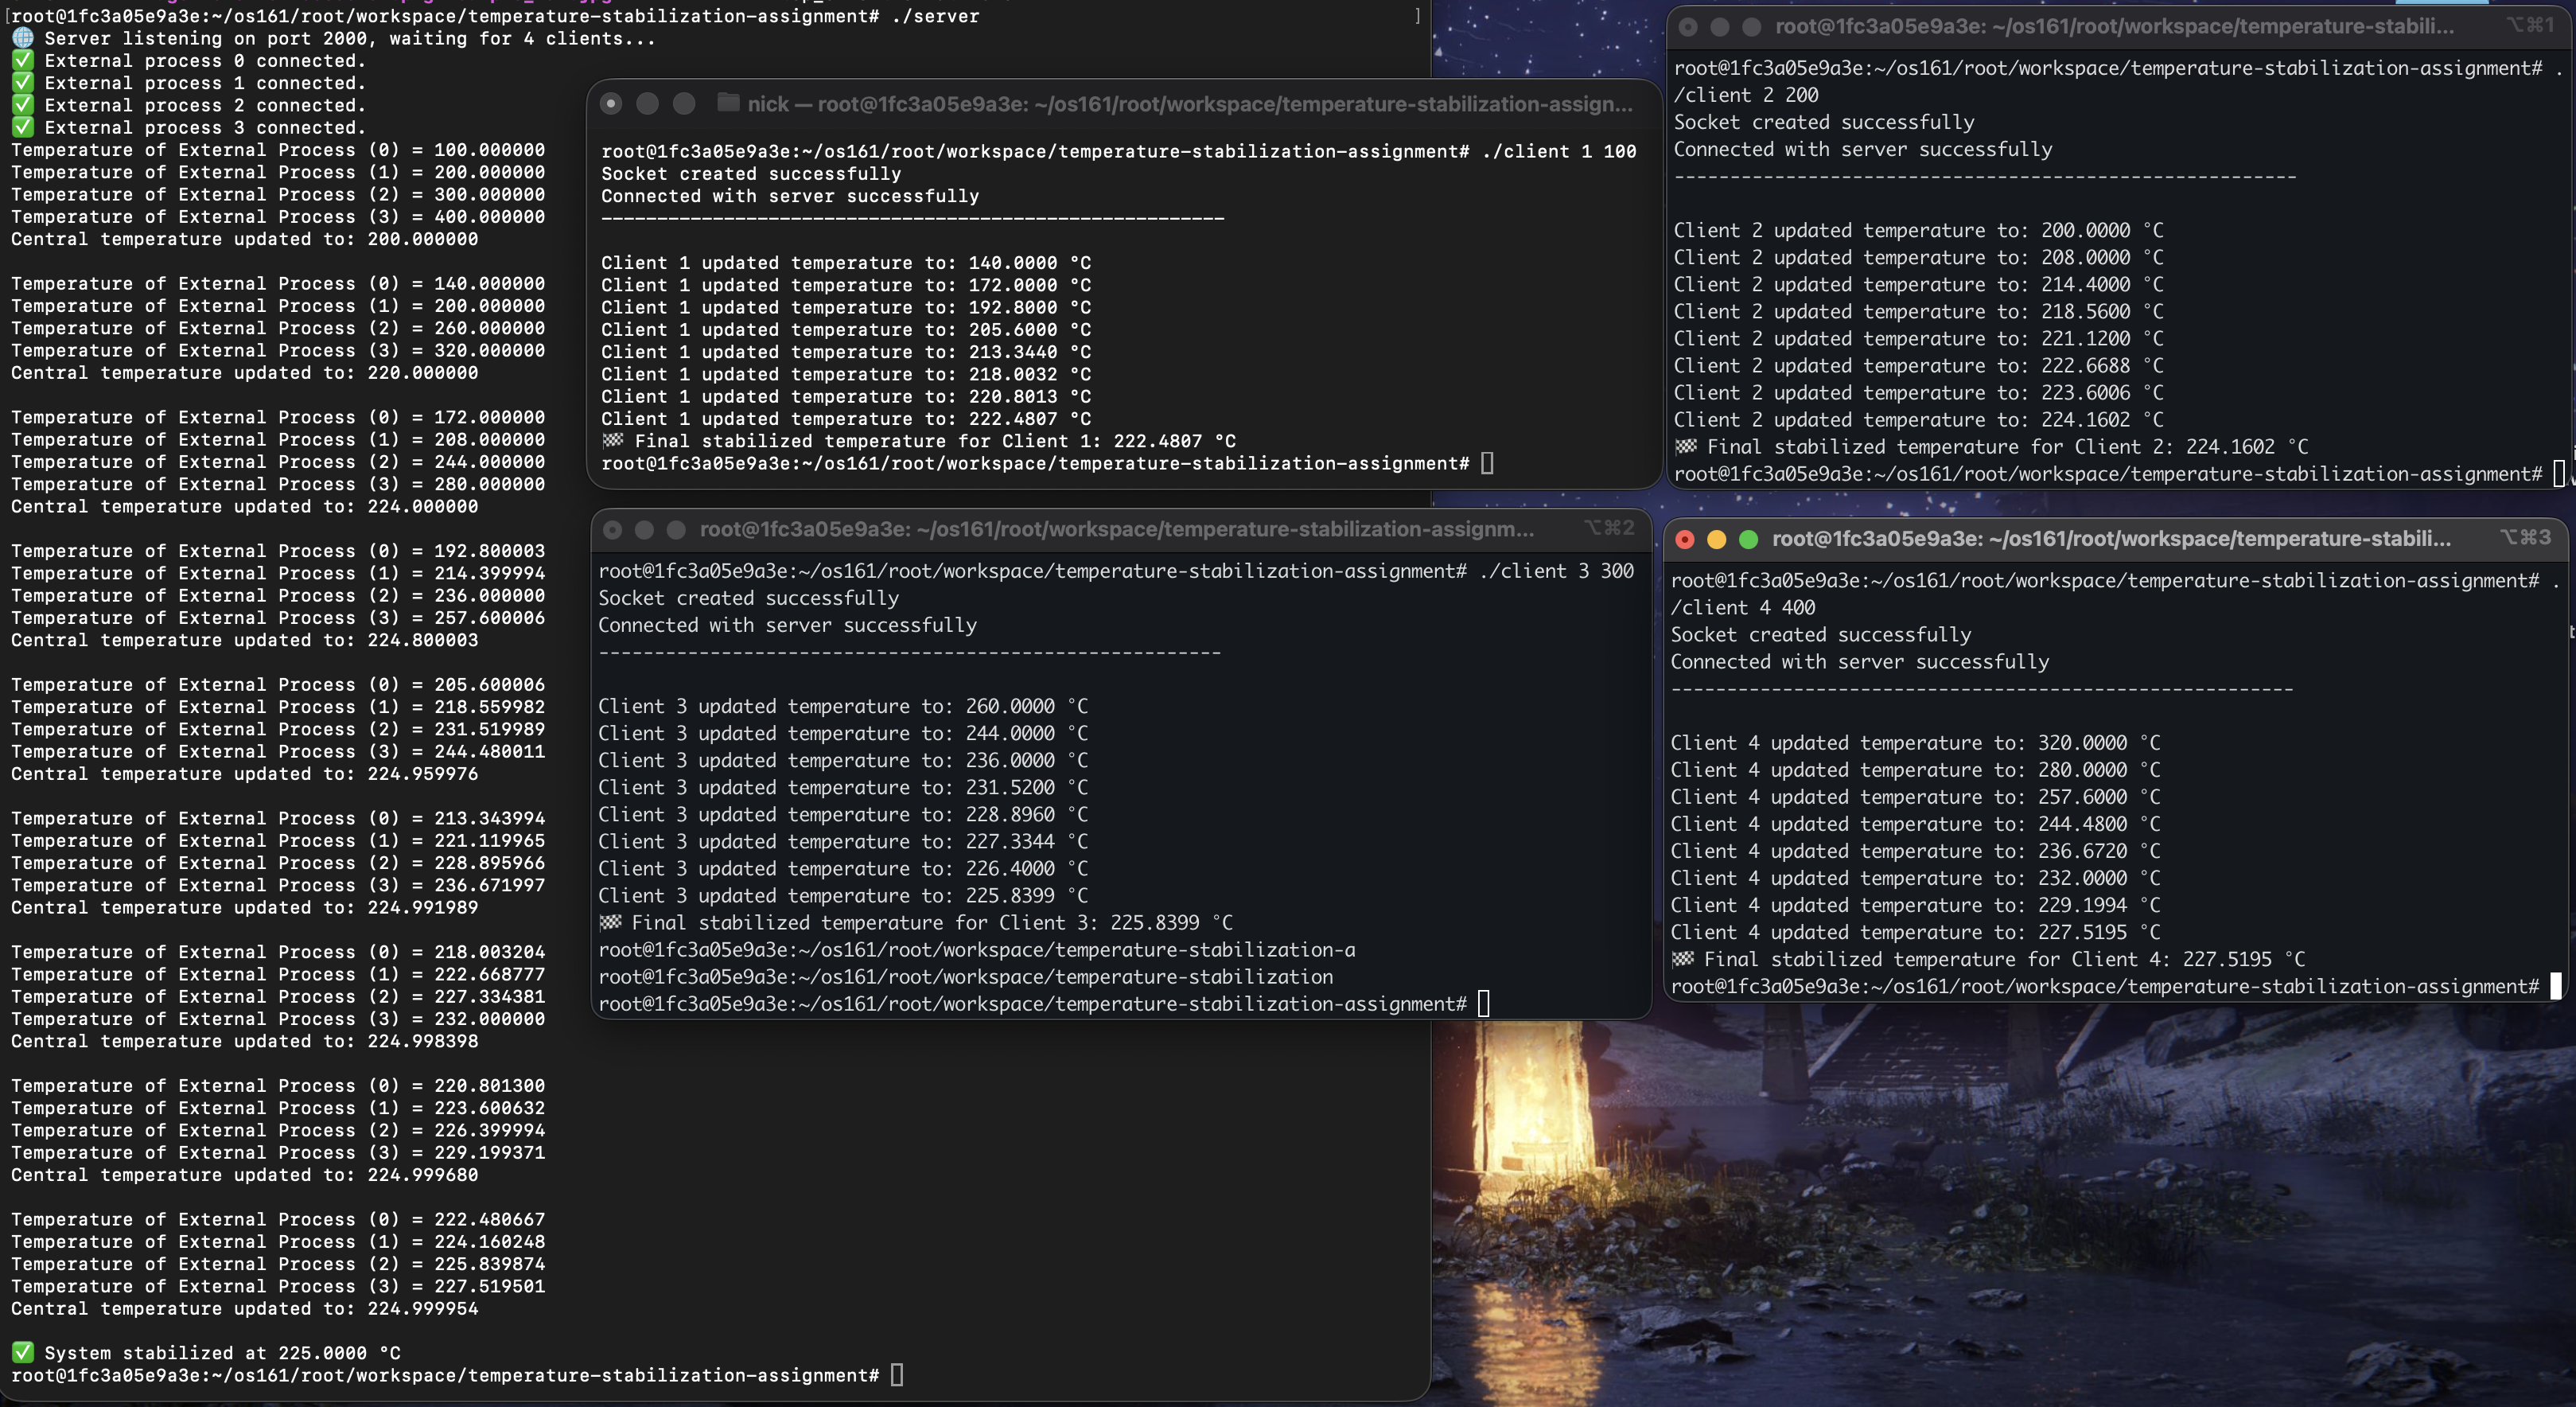 [root@1fc3a05e9a3e:~/os161/root/workspace/temperature-stabilization-assignment# ./server ]
🌐 Server listening on port 2000, waiting for 4 clients...
✅ External process 0 connected.
✅ External process 1 connected.
✅ External process 2 connected.
✅ External process 3 connected.
Temperature of External Process (0) = 100.000000
Temperature of External Process (1) = 200.000000
Temperature of External Process (2) = 300.000000
Temperature of External Process (3) = 400.000000
Central temperature updated to: 200.000000
Temperature of External Process (0) = 140.000000
Temperature of External Process (1) = 200.000000
Temperature of External Process (2) = 260.000000
Temperature of External Process (3) = 320.000000
Central temperature updated to: 220.000000
Temperature of External Process (0) = 172.000000
Temperature of External Process (1) = 208.000000
Temperature of External Process (2) = 244.000000
Temperature of External Process (3) = 280.000000
Central temperature updated to: 224.000000
Temperature of External Process (0) = 192.800003
Temperature of External Process (1) = 214.399994
Temperature of External Process (2) = 236.000000
Temperature of External Process (3) = 257.600006
Central temperature updated to: 224.800003
Temperature of External Process (0) = 205.600006
Temperature of External Process (1) = 218.559982
Temperature of External Process (2) = 231.519989
Temperature of External Process (3) = 244.480011
Central temperature updated to: 224.959976
Temperature of External Process (0) = 213.343994
Temperature of External Process (1) = 221.119965
Temperature of External Process (2) = 228.895966
Temperature of External Process (3) = 236.671997
Central temperature updated to: 224.991989
Temperature of External Process (0) = 218.003204
Temperature of External Process (1) = 222.668777
Temperature of External Process (2) = 227.334381
Temperature of External Process (3) = 232.000000
Central temperature updated to: 224.998398
Temperature of External Process (0) = 220.801300
Temperature of External Process (1) = 223.600632
Temperature of External Process (2) = 226.399994
Temperature of External Process (3) = 229.199371
Central temperature updated to: 224.999680
Temperature of External Process (0) = 222.480667
Temperature of External Process (1) = 224.160248
Temperature of External Process (2) = 225.839874
Temperature of External Process (3) = 227.519501
Central temperature updated to: 224.999954
✅ System stabilized at 225.0000 °C
root@1fc3a05e9a3e:~/os161/root/workspace/temperature-stabilization-assignment#
nick — root@1fc3a05e9a3e: ~/os161/root/workspace/temperature-stabilization-assign...
root@1fc3a05e9a3e:~/os161/root/workspace/temperature-stabilization-assignment# ./client 1 100
Socket created successfully
Connected with server successfully
--------------------------------------------------------
Client 1 updated temperature to: 140.0000 °C
Client 1 updated temperature to: 172.0000 °C
Client 1 updated temperature to: 192.8000 °C
Client 1 updated temperature to: 205.6000 °C
Client 1 updated temperature to: 213.3440 °C
Client 1 updated temperature to: 218.0032 °C
Client 1 updated temperature to: 220.8013 °C
Client 1 updated temperature to: 222.4807 °C
🏁 Final stabilized temperature for Client 1: 222.4807 °C
root@1fc3a05e9a3e:~/os161/root/workspace/temperature-stabilization-assignment#
root@1fc3a05e9a3e: ~/os161/root/workspace/temperature-stabili... ⌥⌘1
root@1fc3a05e9a3e:~/os161/root/workspace/temperature-stabilization-assignment# .
/client 2 200
Socket created successfully
Connected with server successfully
--------------------------------------------------------
Client 2 updated temperature to: 200.0000 °C
Client 2 updated temperature to: 208.0000 °C
Client 2 updated temperature to: 214.4000 °C
Client 2 updated temperature to: 218.5600 °C
Client 2 updated temperature to: 221.1200 °C
Client 2 updated temperature to: 222.6688 °C
Client 2 updated temperature to: 223.6006 °C
Client 2 updated temperature to: 224.1602 °C
🏁 Final stabilized temperature for Client 2: 224.1602 °C
root@1fc3a05e9a3e:~/os161/root/workspace/temperature-stabilization-assignment#
root@1fc3a05e9a3e: ~/os161/root/workspace/temperature-stabilization-assignm... ⌥⌘2
root@1fc3a05e9a3e:~/os161/root/workspace/temperature-stabilization-assignment# ./client 3 300
Socket created successfully
Connected with server successfully
--------------------------------------------------------
Client 3 updated temperature to: 260.0000 °C
Client 3 updated temperature to: 244.0000 °C
Client 3 updated temperature to: 236.0000 °C
Client 3 updated temperature to: 231.5200 °C
Client 3 updated temperature to: 228.8960 °C
Client 3 updated temperature to: 227.3344 °C
Client 3 updated temperature to: 226.4000 °C
Client 3 updated temperature to: 225.8399 °C
🏁 Final stabilized temperature for Client 3: 225.8399 °C
root@1fc3a05e9a3e:~/os161/root/workspace/temperature-stabilization-a
root@1fc3a05e9a3e:~/os161/root/workspace/temperature-stabilization
root@1fc3a05e9a3e:~/os161/root/workspace/temperature-stabilization-assignment#
root@1fc3a05e9a3e: ~/os161/root/workspace/temperature-stabili... ⌥⌘3
root@1fc3a05e9a3e:~/os161/root/workspace/temperature-stabilization-assignment# .
/client 4 400
Socket created successfully
Connected with server successfully
--------------------------------------------------------
Client 4 updated temperature to: 320.0000 °C
Client 4 updated temperature to: 280.0000 °C
Client 4 updated temperature to: 257.6000 °C
Client 4 updated temperature to: 244.4800 °C
Client 4 updated temperature to: 236.6720 °C
Client 4 updated temperature to: 232.0000 °C
Client 4 updated temperature to: 229.1994 °C
Client 4 updated temperature to: 227.5195 °C
🏁 Final stabilized temperature for Client 4: 227.5195 °C
root@1fc3a05e9a3e:~/os161/root/workspace/temperature-stabilization-assignment#